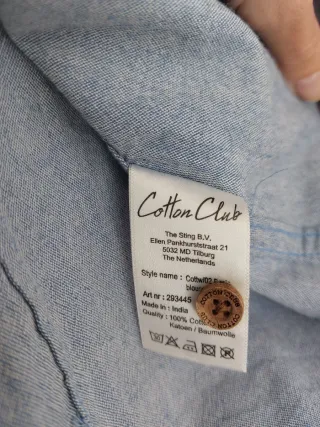 Cotton Club
The Sting B.V.
Ellen Pankhurststraat 21
5032 MD Tilburg
The Netherlands
Style name :
Art nr : 293445
Made in : India
Quality : 100%
Katoen / Baumwolle
COTTON CLUB